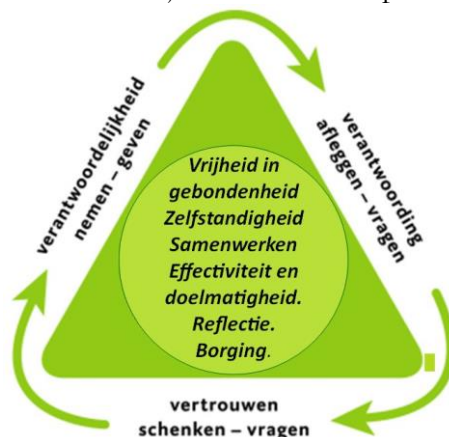 verantwoordelijkheid
nemen – geven
verantwoording
afleggen – vragen
Vrijheid in
gebondenheid
Zelfstandigheid
Samenwerken
Effectiviteit en
doelmatigheid.
Reflectie.
Borging.
vertrouwen
schenken – vragen